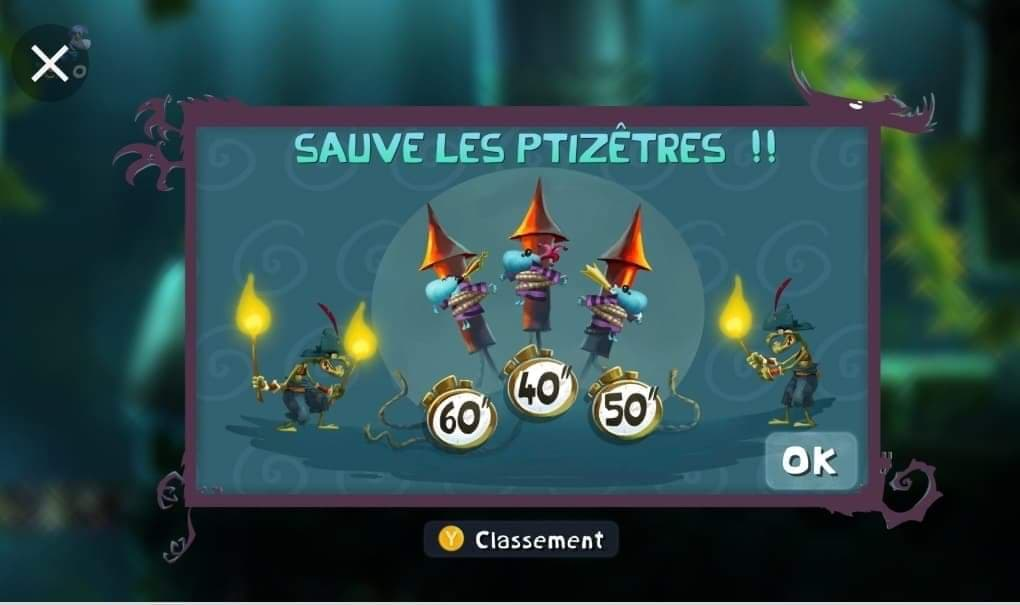 SAUVE LES PTIZÊTRES !!
60"
40"
50"
OK
Y Classement